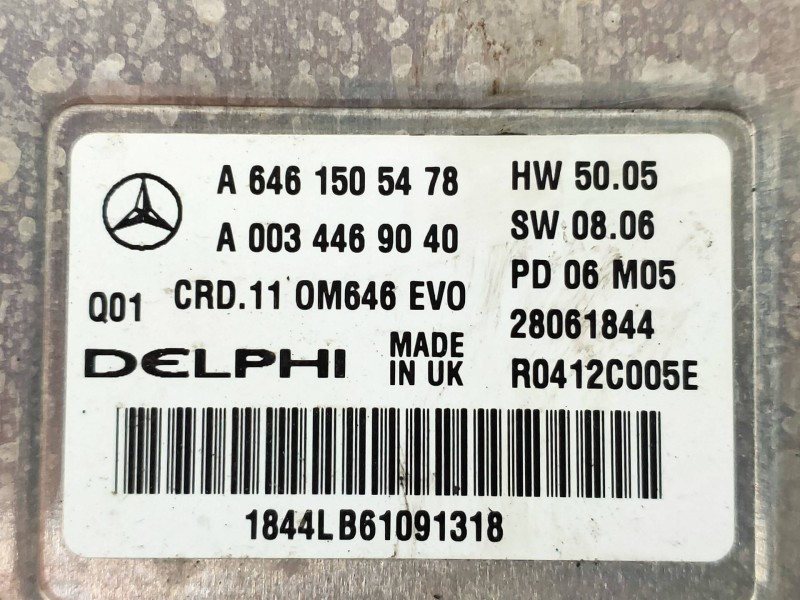 A 646 150 54 78
HW 50.05
A 003 446 90 40
SW 08.06
PD 06 M05
Q01
CRD.11 OM646 EVO
28061844
DELPHI
MADE
IN UK
R0412C005E
1844LB61091318